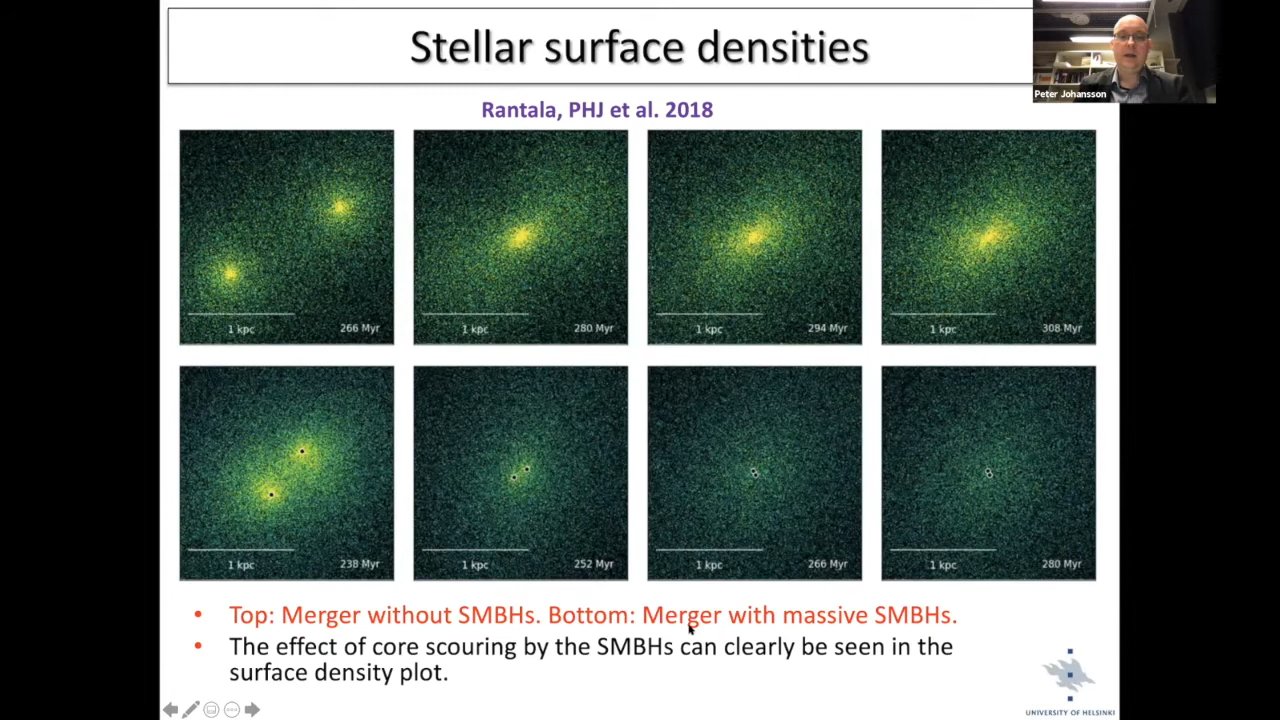 Stellar surface densities
Peter Johansson
Rantala, PHJ et al. 2018
1 kpc 266 Myr
1 kpc 280 Myr
1 kpc 294 Myr
1 kpc 308 Myr
1 kpc 238 Myr
1 kpc 252 Myr
1 kpc 266 Myr
1 kpc 280 Myr
• Top: Merger without SMBHs. Bottom: Merger with massive SMBHs.
• The effect of core scouring by the SMBHs can clearly be seen in the
surface density plot.
UNIVERSITY OF HELSINKI